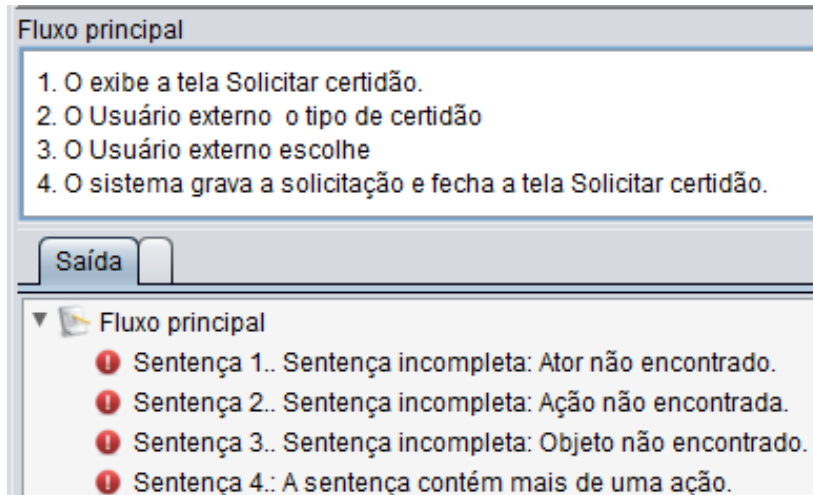 Fluxo principal
1. O exibe a tela Solicitar certidão.
2. O Usuário externo  o tipo de certidão
3. O Usuário externo escolhe
4. O sistema grava a solicitação e fecha a tela Solicitar certidão.
Saída
Fluxo principal
Sentença 1.. Sentença incompleta: Ator não encontrado.
Sentença 2.. Sentença incompleta: Ação não encontrada.
Sentença 3.. Sentença incompleta: Objeto não encontrado.
Sentença 4.: A sentença contém mais de uma ação.